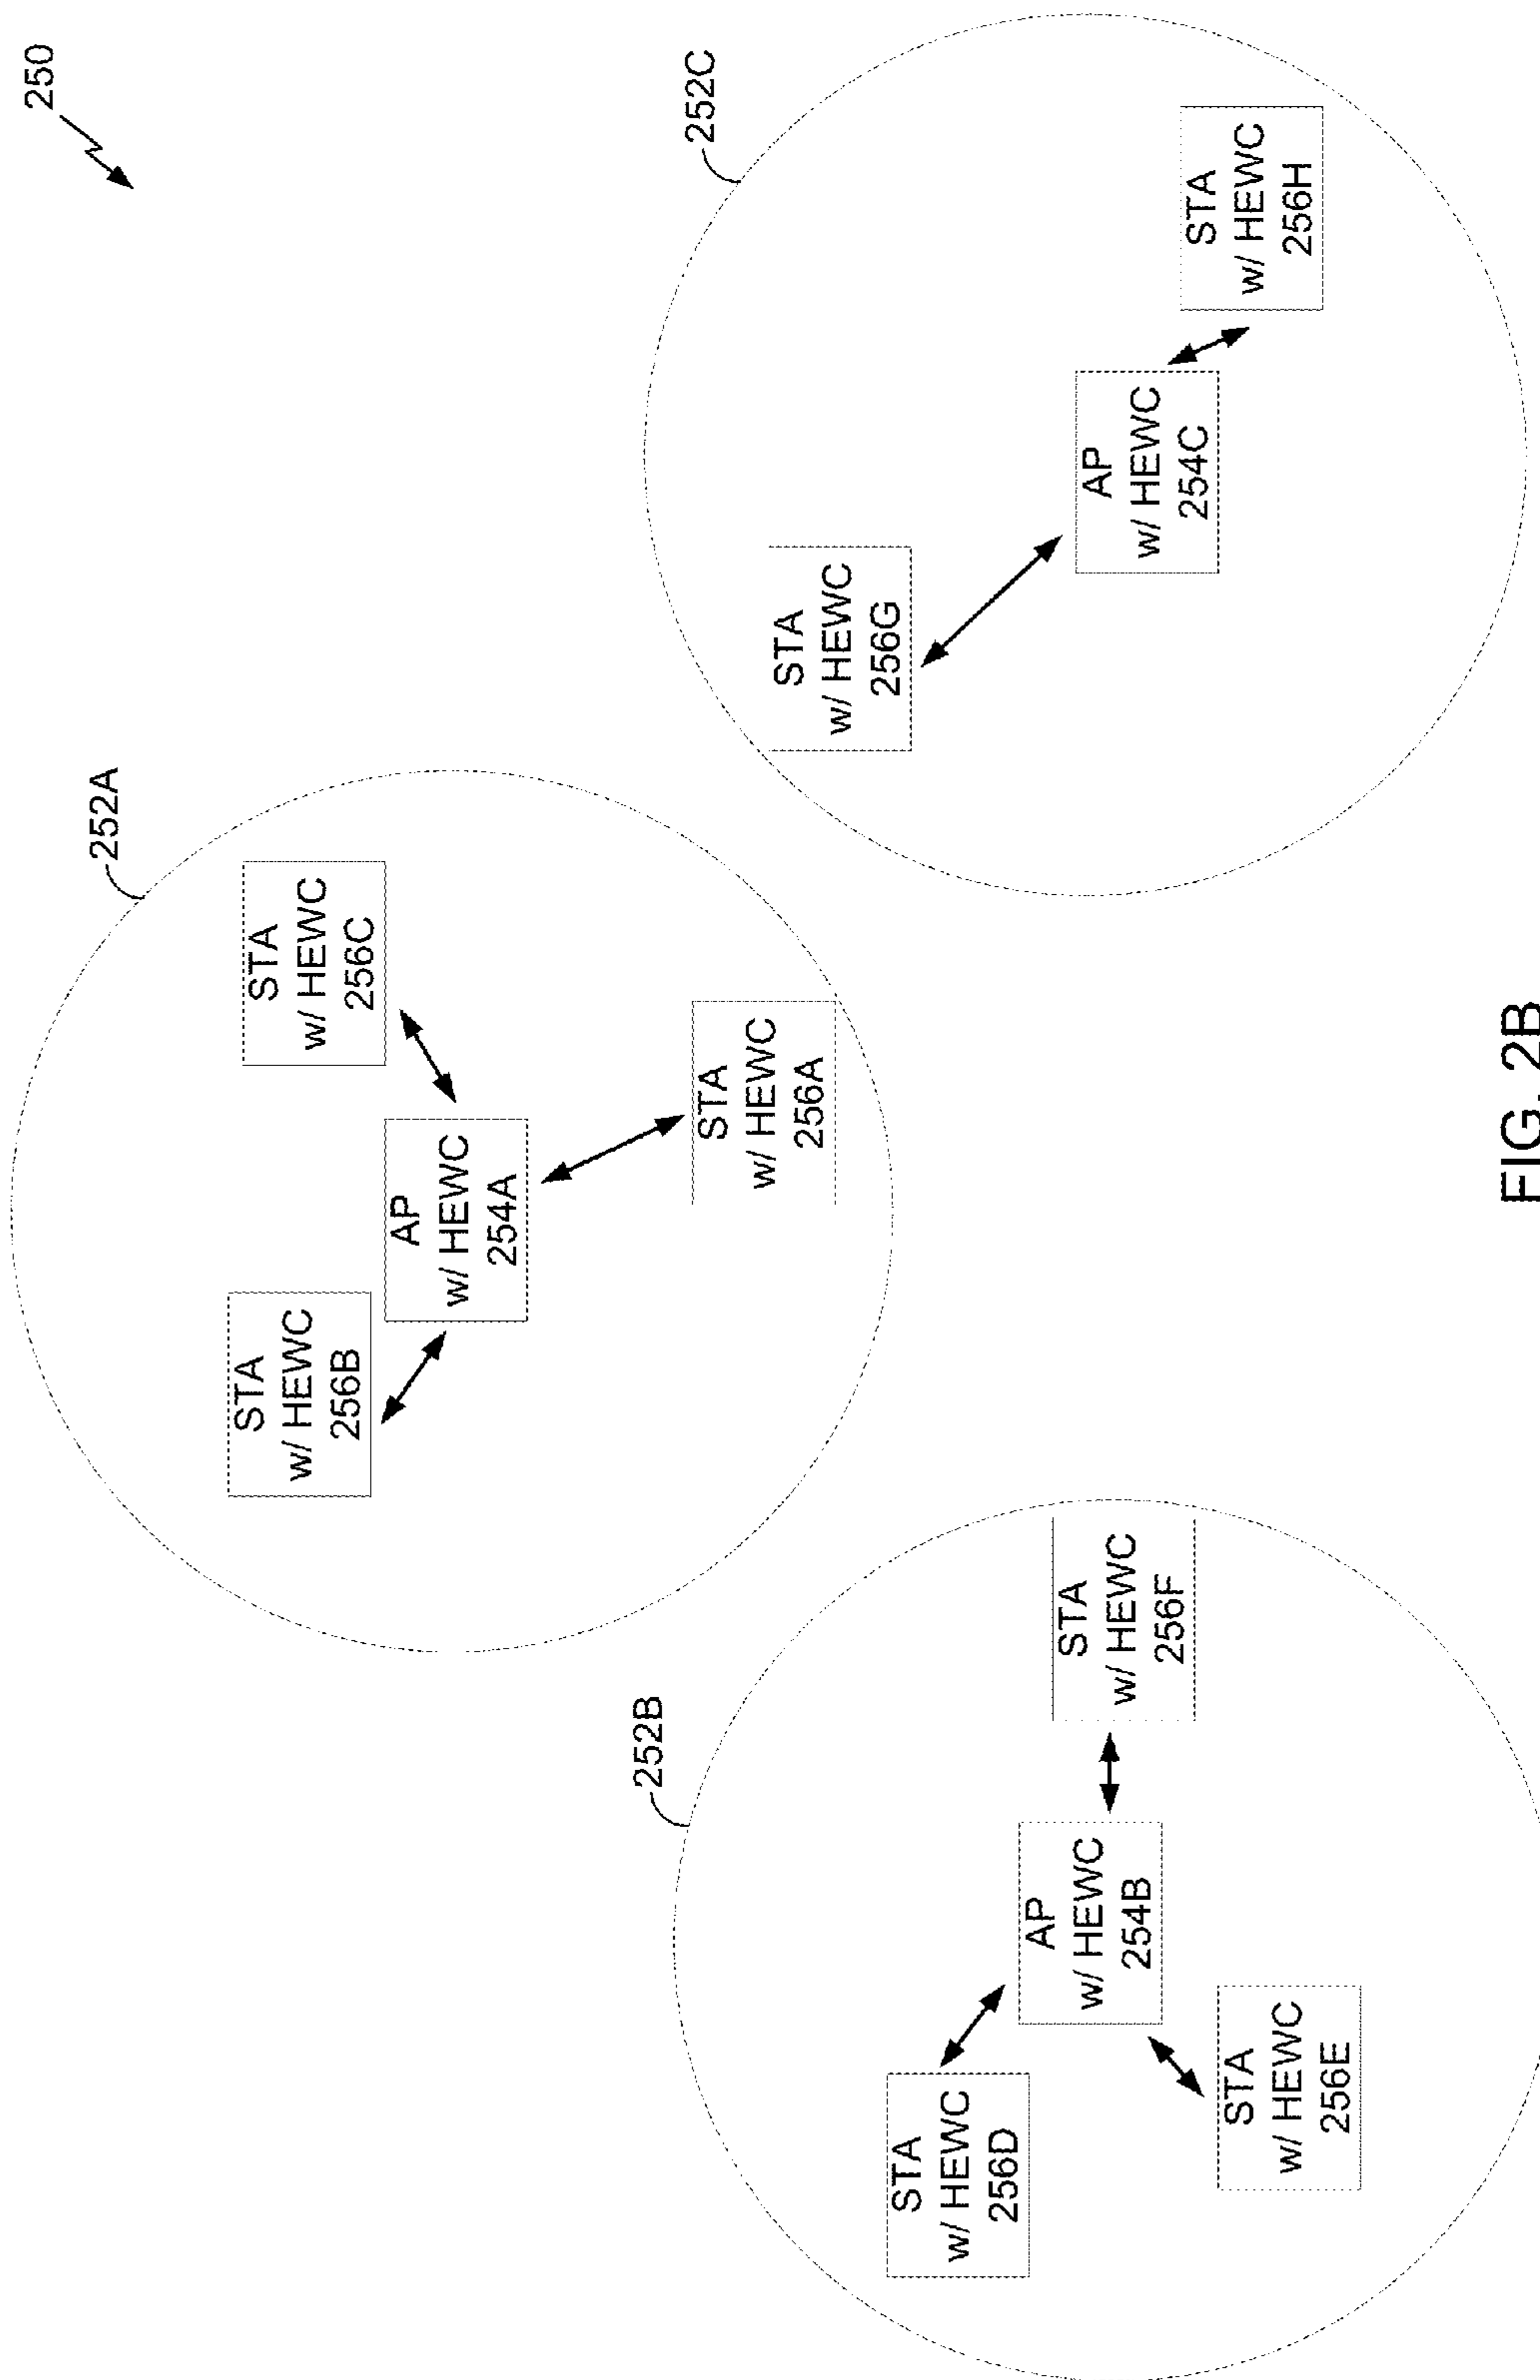 250
252A
STA
w/ HEWC
256B
STA
w/ HEWC
256C
AP
w/ HEWC
254A
STA
w/ HEWC
256A
252B
STA
w/ HEWC
256D
AP
w/ HEWC
254B
STA
w/ HEWC
256F
STA
w/ HEWC
256E
252C
STA
w/ HEWC
256G
AP
w/ HEWC
254C
STA
w/ HEWC
256H
FIG. 2B